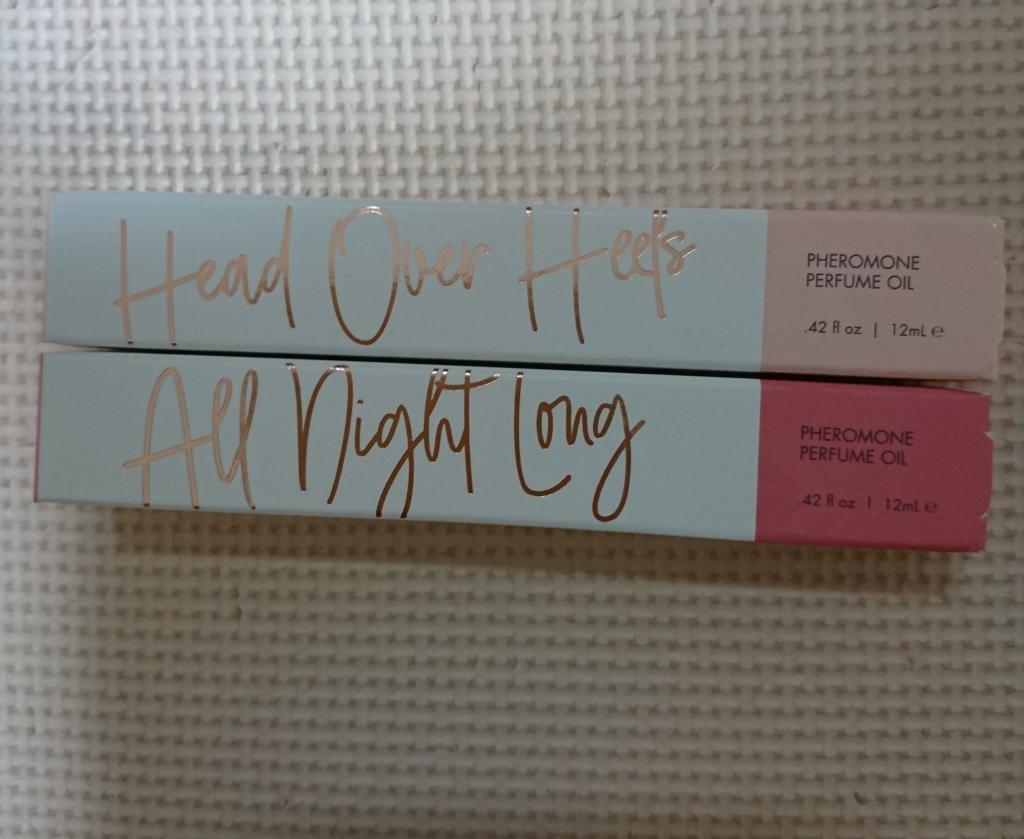 Head Over Heels
PHEROMONE
PERFUME OIL
.42 fl oz | 12mL ℮
All Night Long
PHEROMONE
PERFUME OIL
.42 fl oz | 12mL ℮